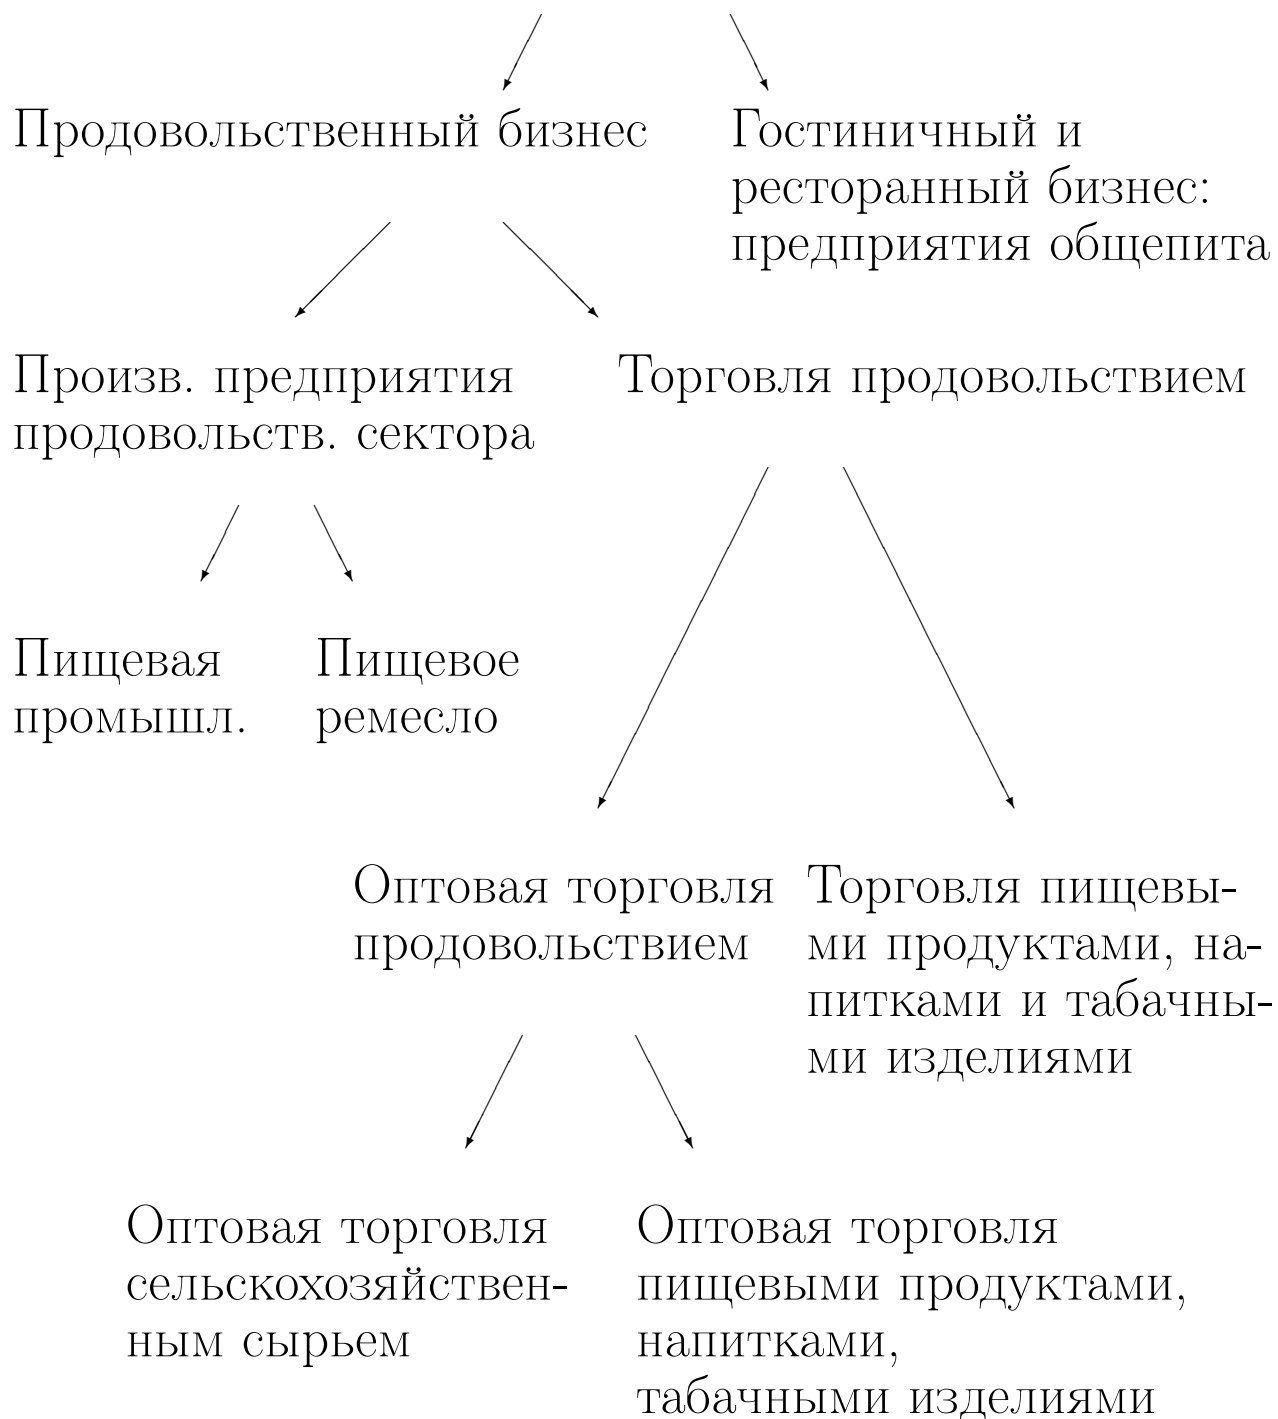 Продовольственный бизнес
Гостиничный и
ресторанный бизнес:
предприятия общепита
Произв. предприятия
продовольств. сектора
Торговля продовольствием
Пищевая
промышл.
Пищевое
ремесло
Оптовая торговля
продовольствием
Торговля пищевы-
ми продуктами, на-
питками и табачны-
ми изделиями
Оптовая торговля
сельскохозяйствен-
ным сырьем
Оптовая торговля
пищевыми продуктами,
напитками,
табачными изделиями